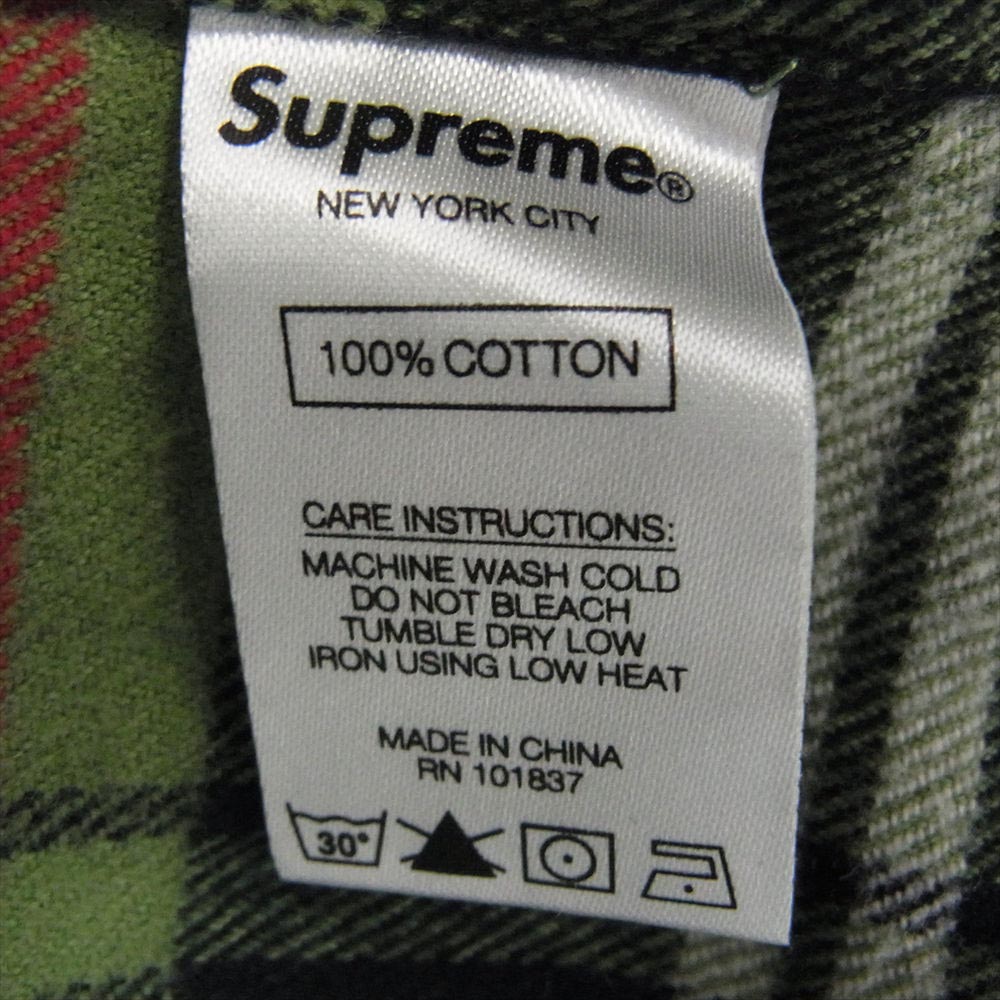 Supreme®
NEW YORK CITY
100% COTTON
CARE INSTRUCTIONS:
MACHINE WASH COLD
DO NOT BLEACH
TUMBLE DRY LOW
IRON USING LOW HEAT
MADE IN CHINA
RN 101837
30°